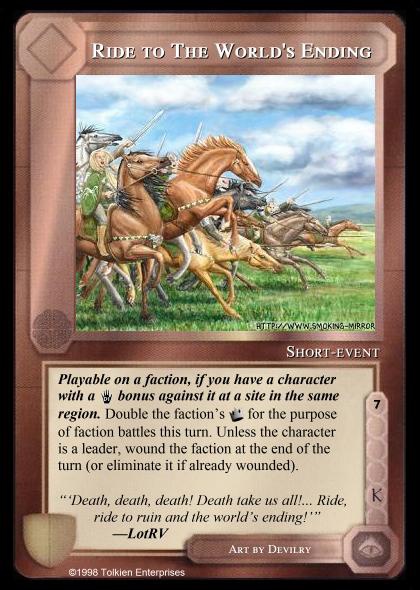 Ride to The World's Ending
HTTP://WWW.SMOKING-MIRROR
Short-event
Playable on a faction, if you have a character
with a bonus against it at a site in the same
region. Double the faction's for the purpose
of faction battles this turn. Unless the character
is a leader, wound the faction at the end of the
turn (or eliminate it if already wounded).
7
K
“‘Death, death, death! Death take us all!... Ride,
ride to ruin and the world's ending!’”
—LotRV
Art by Devilry
©1998 Tolkien Enterprises